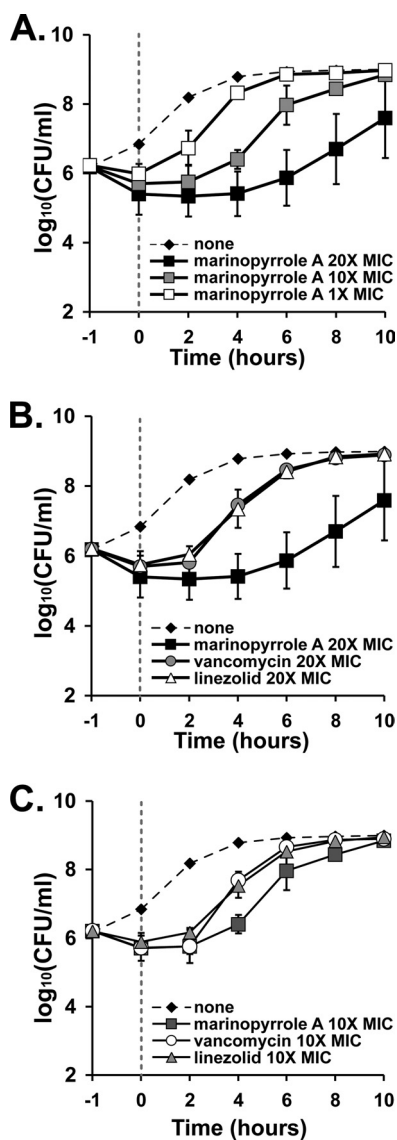 A.
log10(CFU/ml)
10
8
6
4
2
none
marinopyrrole A 20X MIC
marinopyrrole A 10X MIC
marinopyrrole A 1X MIC
-1 0 2 4 6 8 10
Time (hours)
B.
log10(CFU/ml)
10
8
6
4
2
none
marinopyrrole A 20X MIC
vancomycin 20X MIC
linezolid 20X MIC
-1 0 2 4 6 8 10
Time (hours)
C.
log10(CFU/ml)
10
8
6
4
2
none
marinopyrrole A 10X MIC
vancomycin 10X MIC
linezolid 10X MIC
-1 0 2 4 6 8 10
Time (hours)